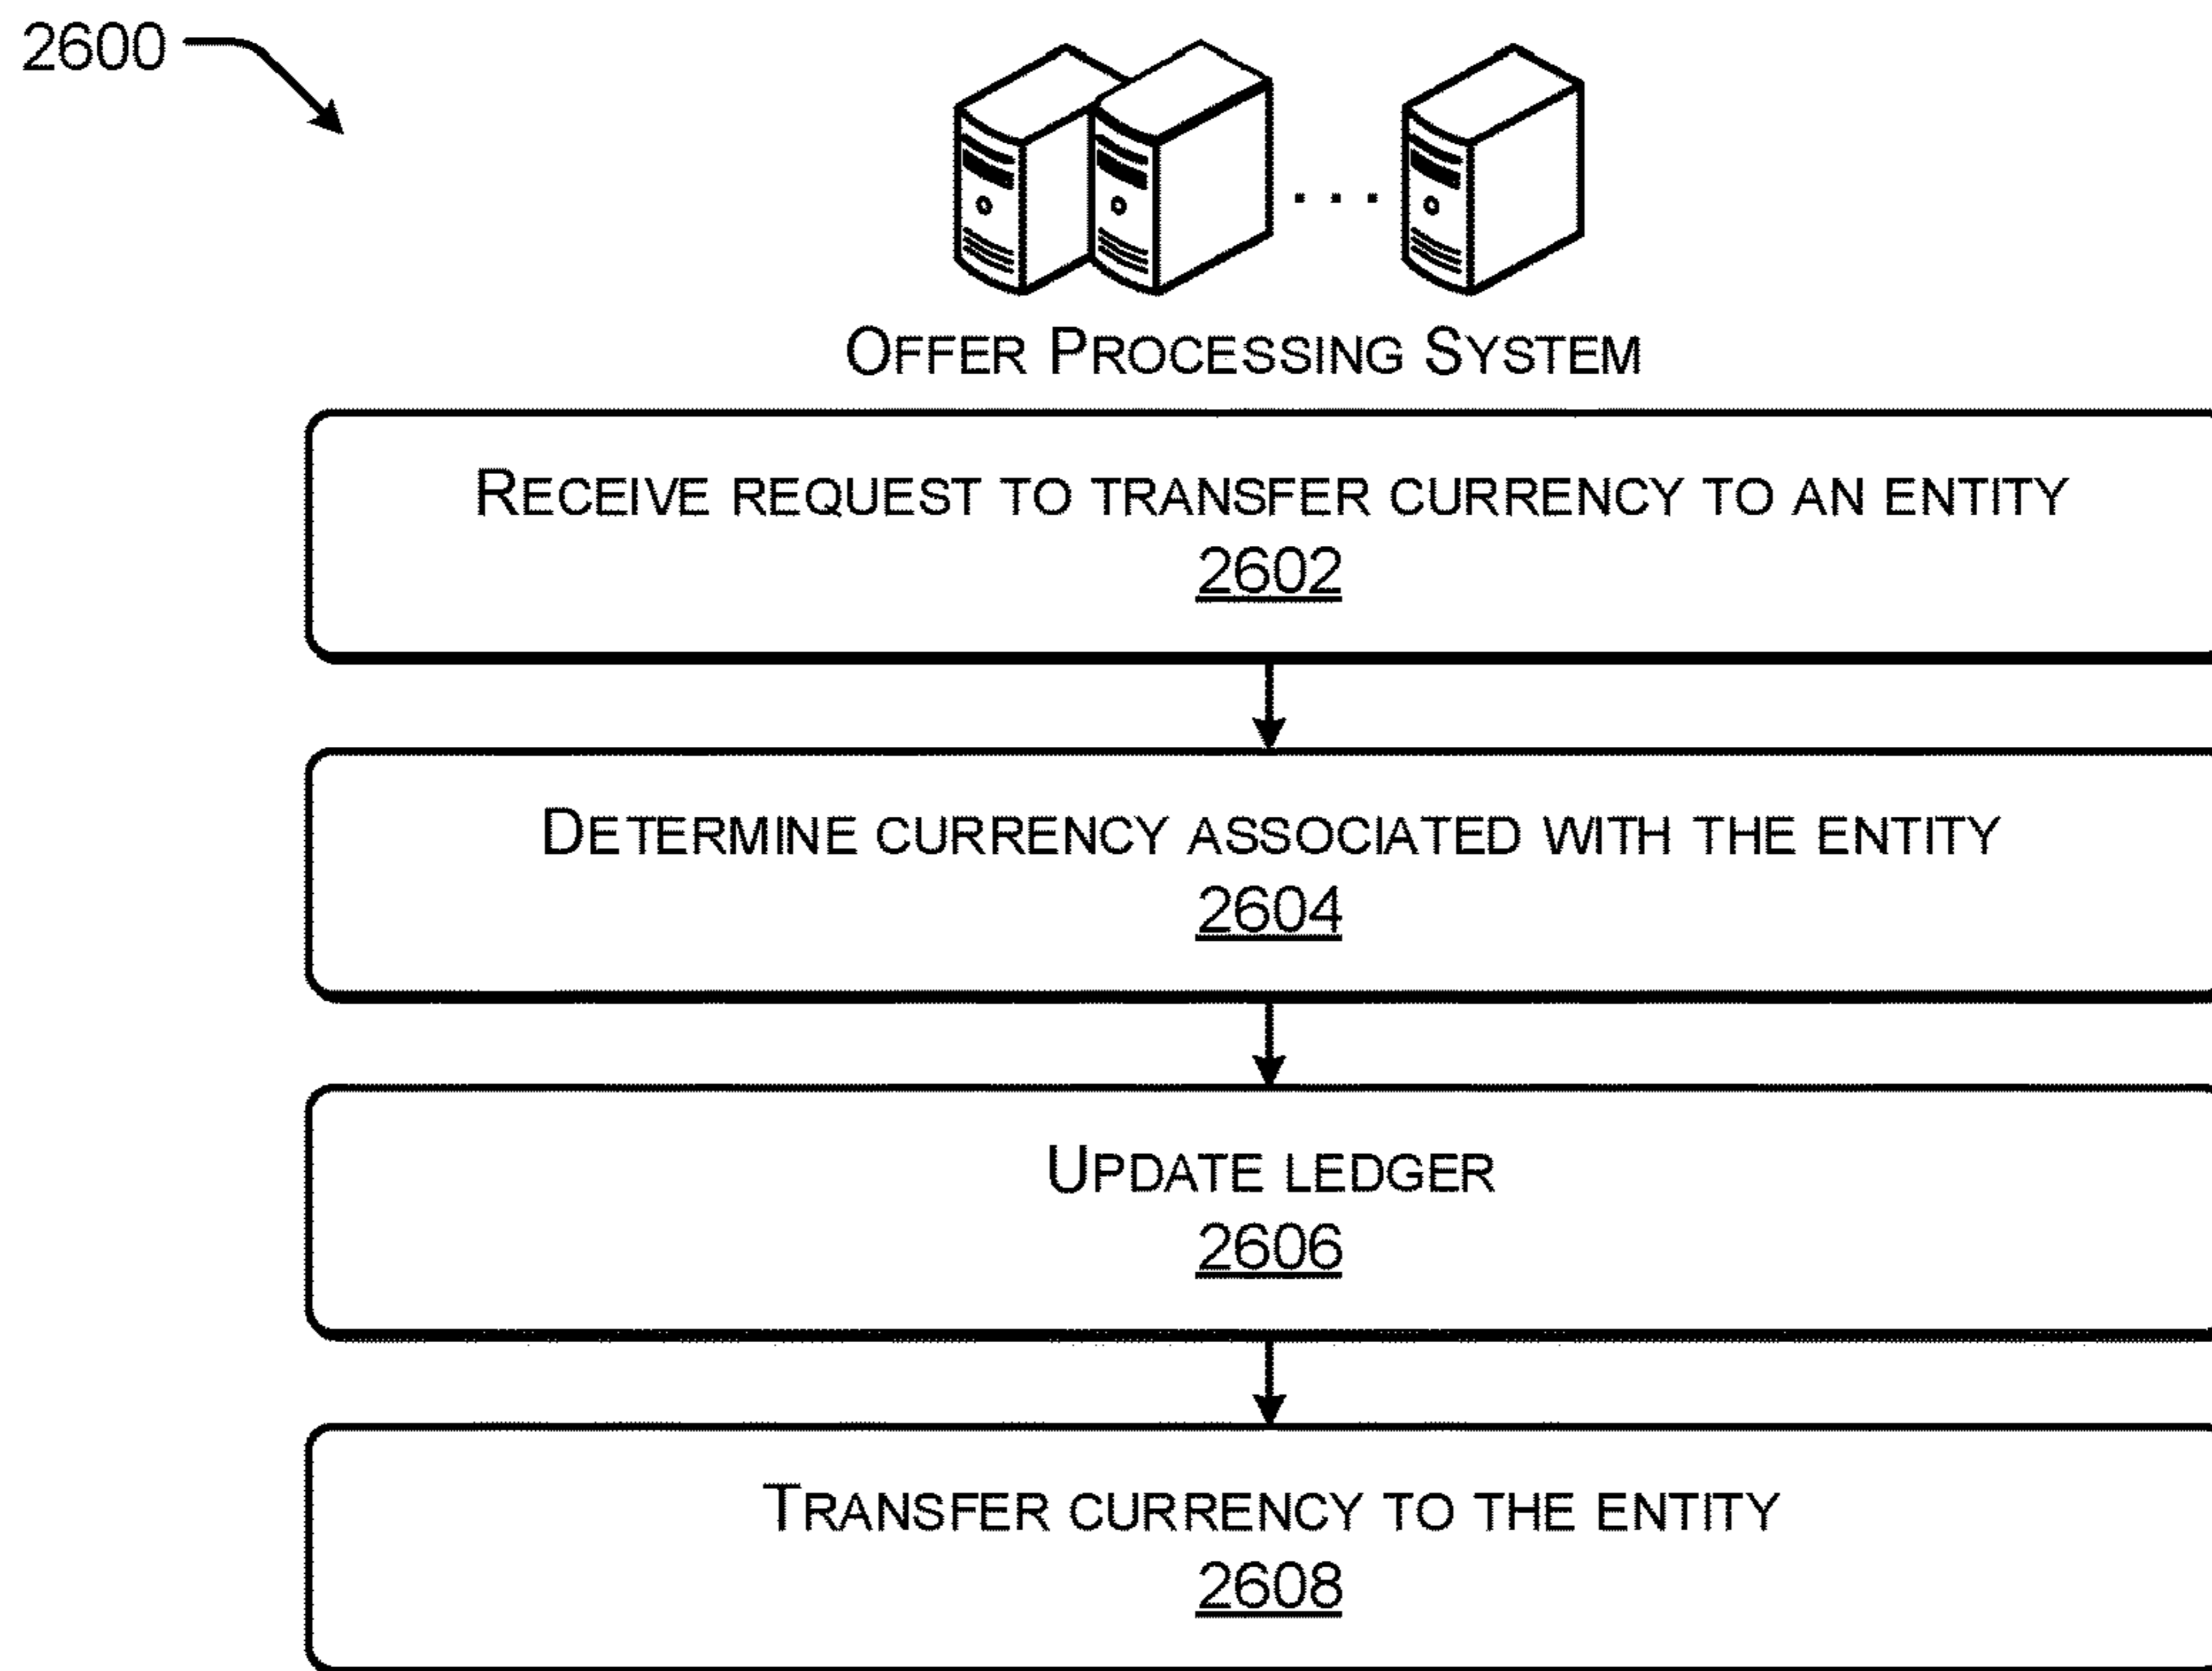 2600
OFFER PROCESSING SYSTEM
RECEIVE REQUEST TO TRANSFER CURRENCY TO AN ENTITY
2602
DETERMINE CURRENCY ASSOCIATED WITH THE ENTITY
2604
UPDATE LEDGER
2606
TRANSFER CURRENCY TO THE ENTITY
2608